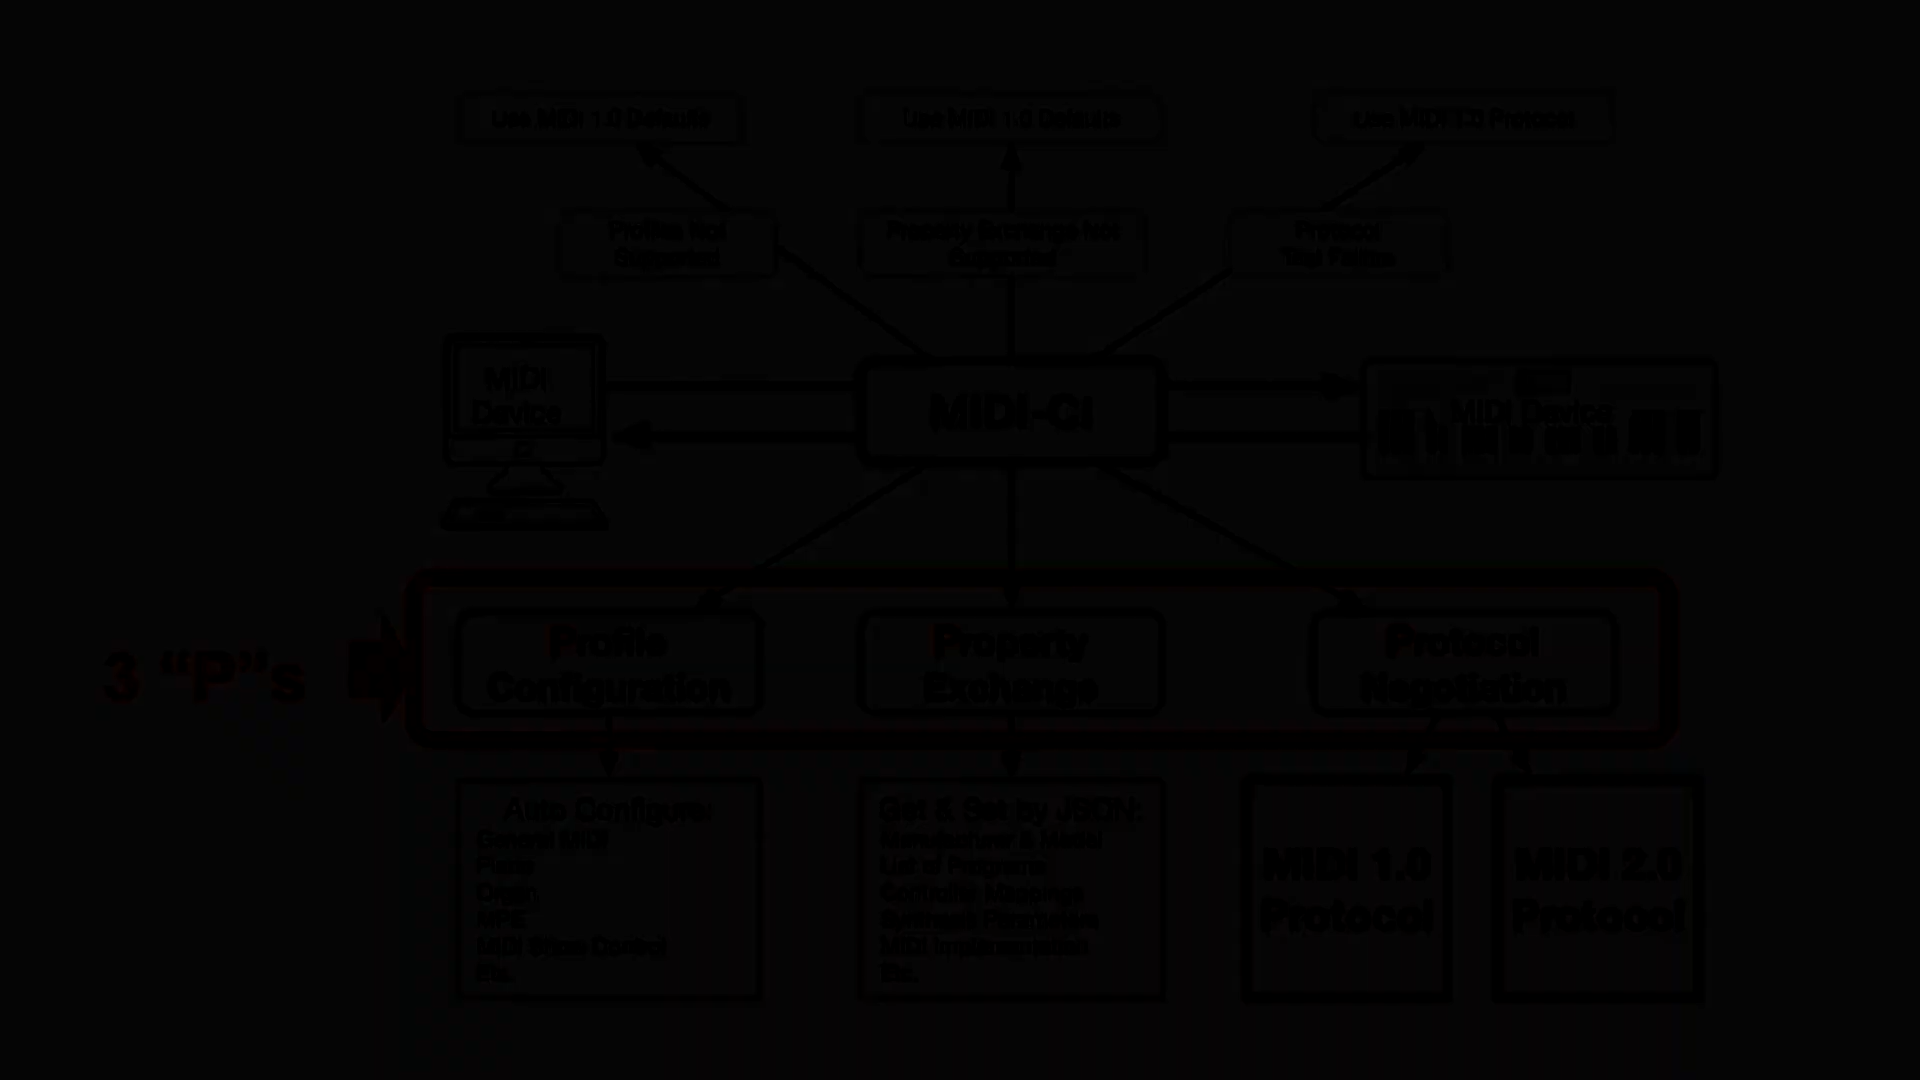 Use MIDI 1.0 Defaults
Use MIDI 1.0 Defaults
Use MIDI 1.0 Protocol
Profiles Not
Supported
Property Exchange Not
Supported
Protocol
Test Failed
MIDI
Device
MIDI-CI
MIDI Device
3 “P”s
Profile
Configuration
Property
Exchange
Protocol
Negotiation
Auto Configure:
General MIDI
Piano
Organ
MPE
MIDI Show Control
Etc.
Get & Set by JSON:
Manufacturer & Model
List of Programs
Controller Mappings
Synthesis Parameters
MIDI Implementation
Etc.
MIDI 1.0
Protocol
MIDI 2.0
Protocol